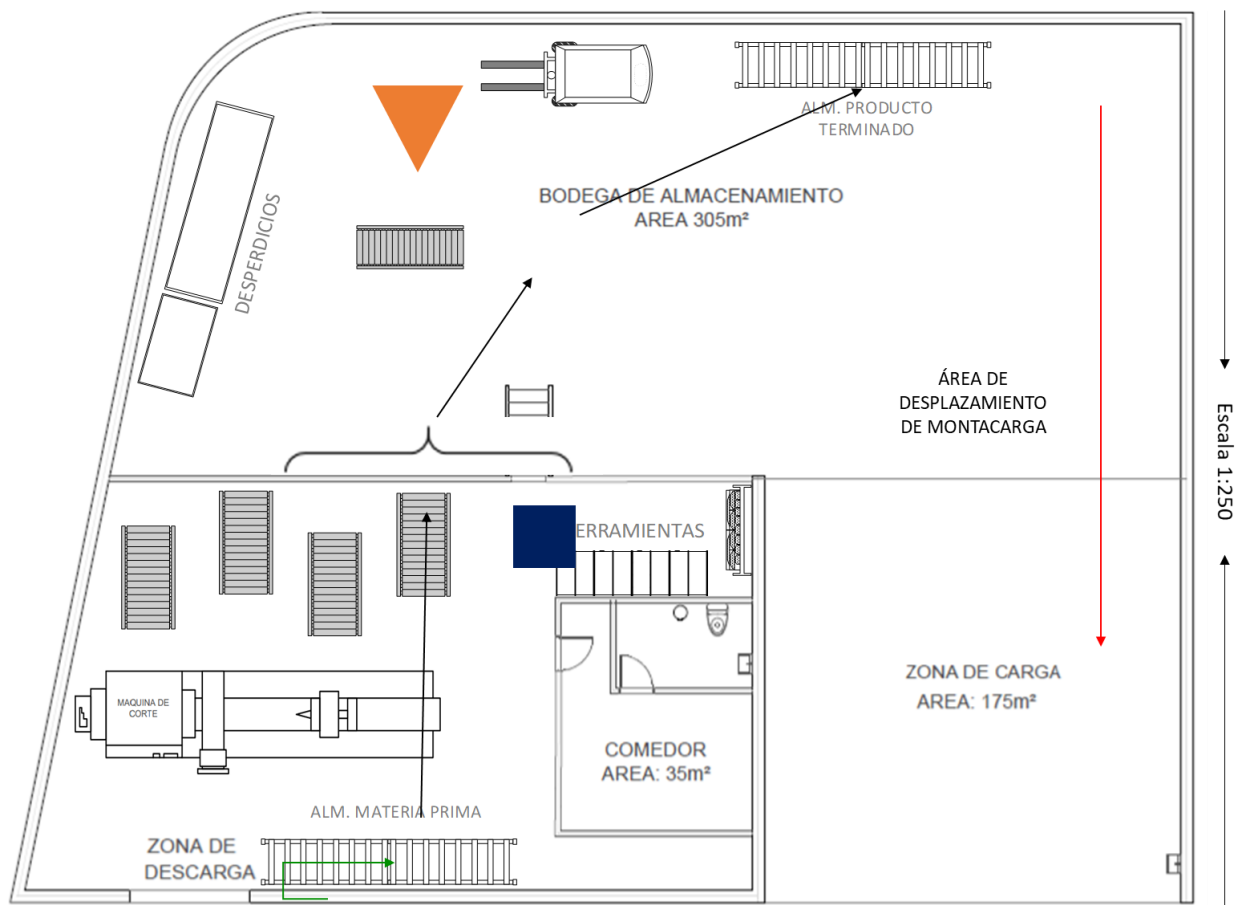 ALM. PRODUCTO
TERMINADO
BODEGA DE ALMACENAMIENTO
AREA 305m²
DESPERDICIOS
ÁREA DE
DESPLAZAMIENTO
DE MONTACARGA
Escala 1:250
ERRAMIENTAS
MAQUINA DE
CORTE
ZONA DE CARGA
AREA: 175m²
COMEDOR
AREA: 35m²
ALM. MATERIA PRIMA
ZONA DE
DESCARGA